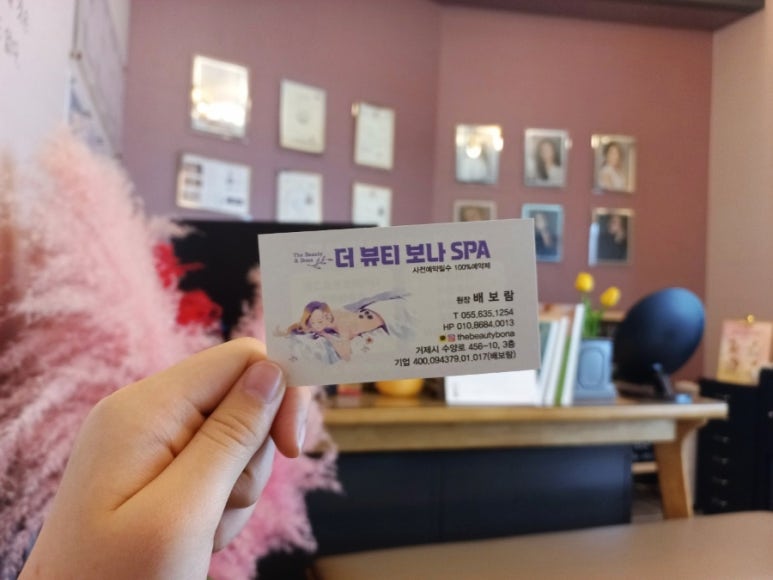 The Beauty
& Bona
더 뷰티 보나 SPA
사전예약필수 100%예약제
원장 배 보 람
T 055.635.1254
HP 010.8684.0013
thebeautybona
거제시 수양로 456-10, 3층
기업 400.094379.01.017(배보람)